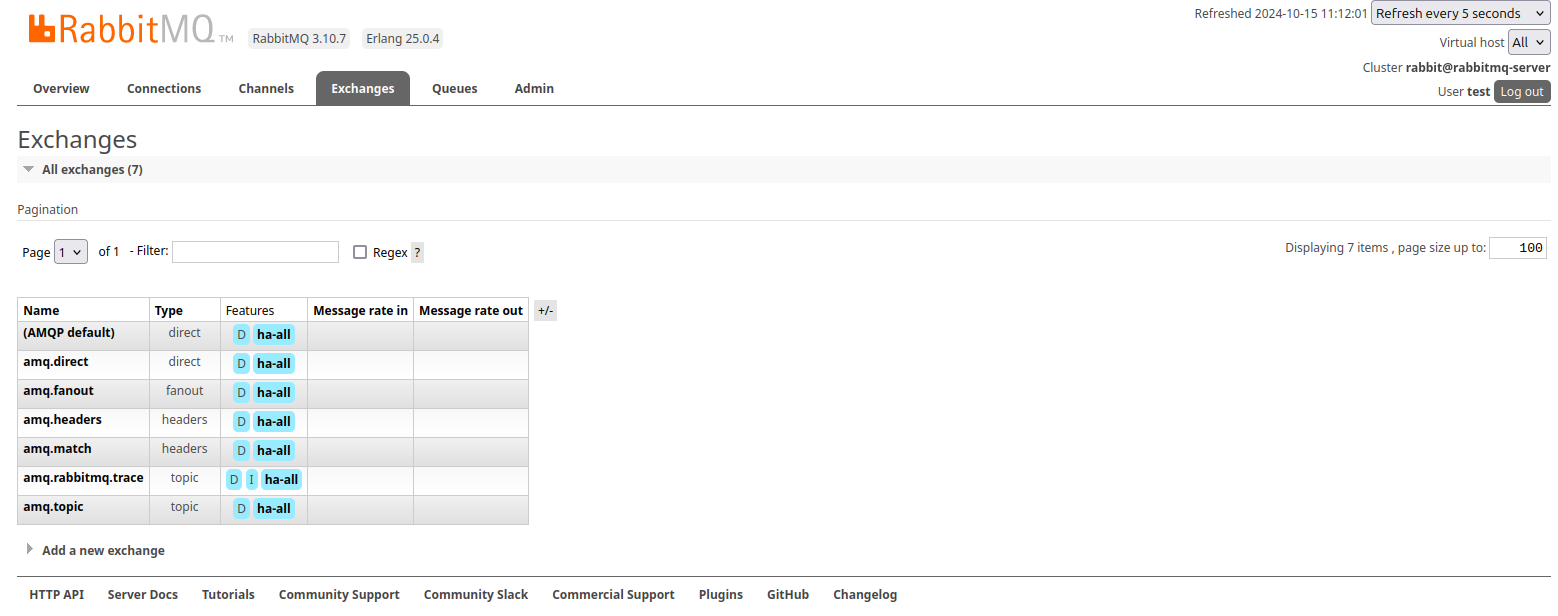 RabbitMQ TM RabbitMQ 3.10.7 Erlang 25.0.4
Refreshed 2024-10-15 11:12:01 Refresh every 5 seconds
Virtual host All
Cluster rabbit@rabbitmq-server
User test Log out
Overview Connections Channels Exchanges Queues Admin
Exchanges
All exchanges (7)
Pagination
Page 1 of 1 - Filter: Regex ? Displaying 7 items , page size up to: 100
Name Type Features Message rate in Message rate out +/-
(AMQP default) direct D ha-all
amq.direct direct D ha-all
amq.fanout fanout D ha-all
amq.headers headers D ha-all
amq.match headers D ha-all
amq.rabbitmq.trace topic D I ha-all
amq.topic topic D ha-all
Add a new exchange
HTTP API Server Docs Tutorials Community Support Community Slack Commercial Support Plugins GitHub Changelog